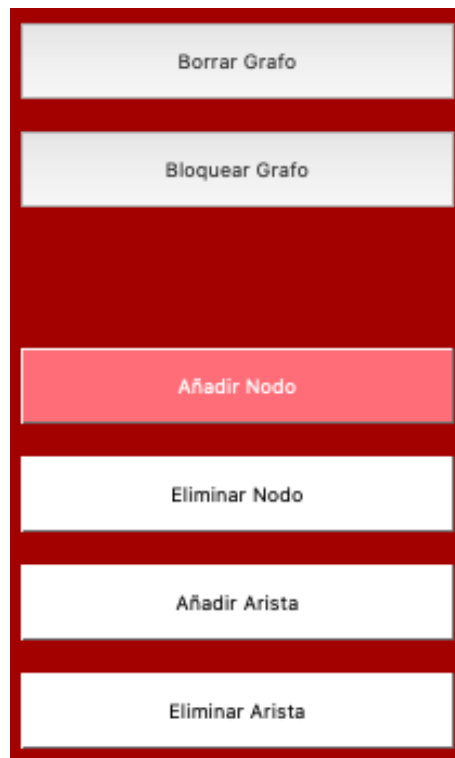 Borrar Grafo
Bloquear Grafo
Añadir Nodo
Eliminar Nodo
Añadir Arista
Eliminar Arista